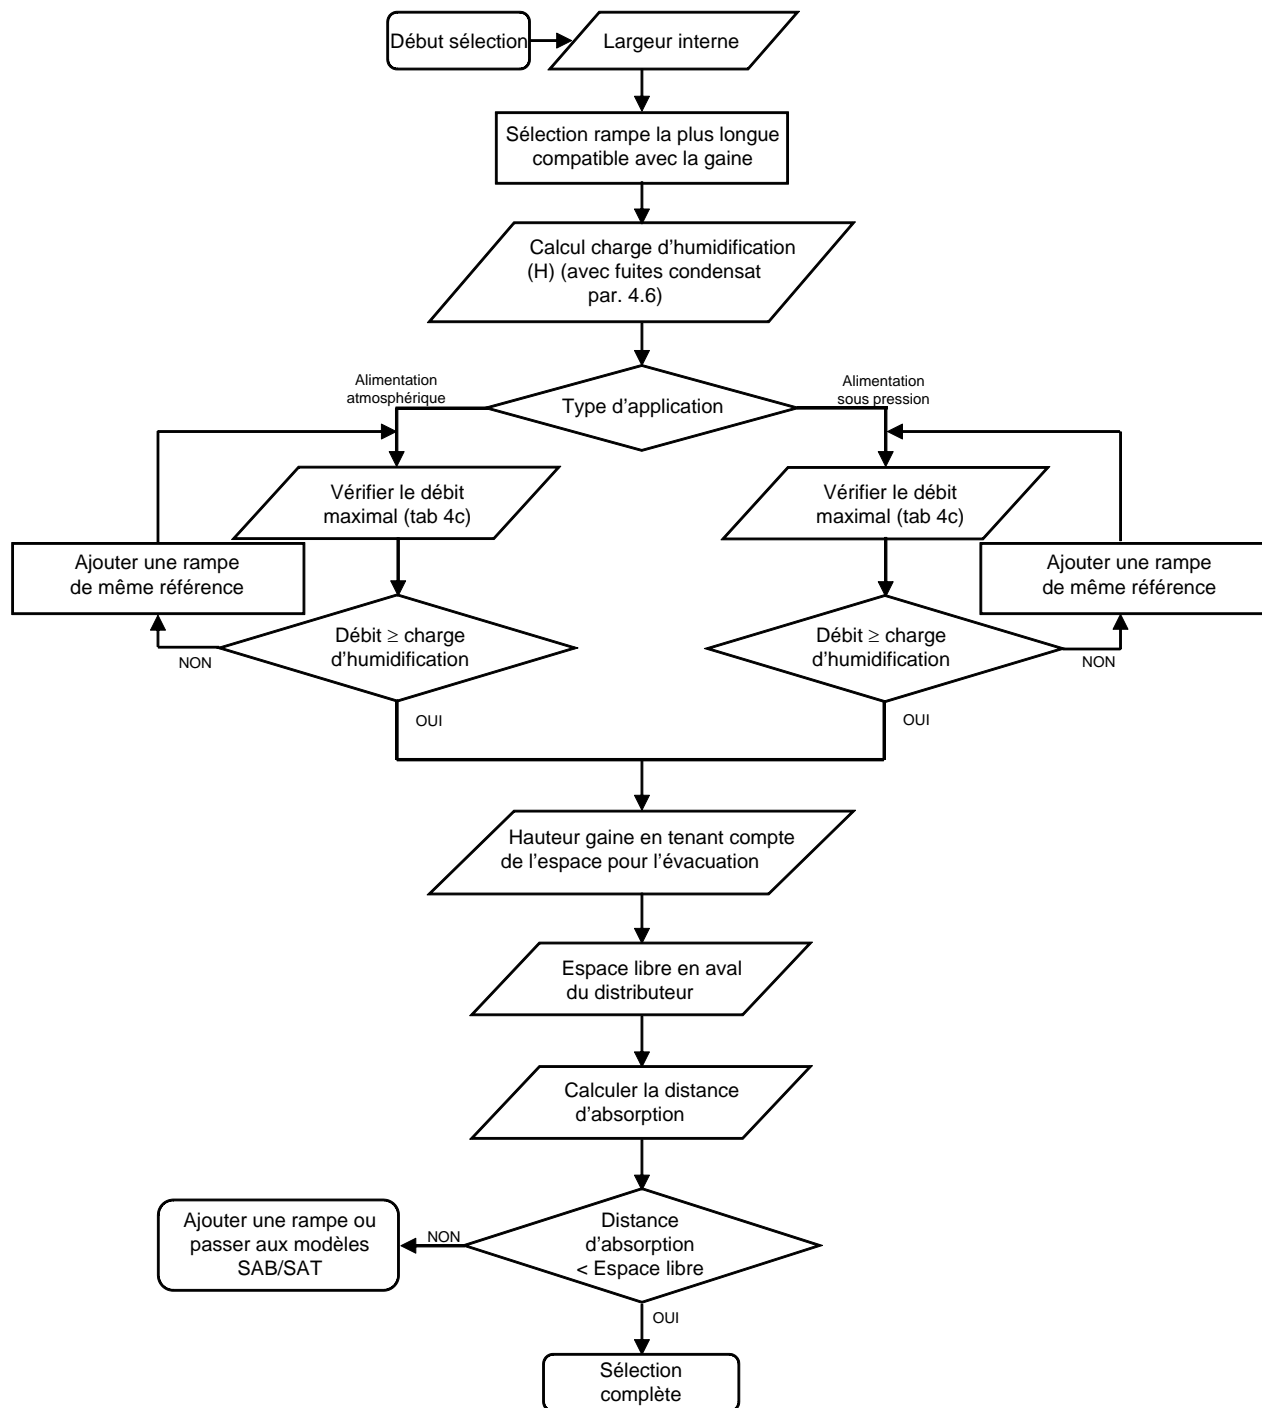 Début sélection
Largeur interne
Sélection rampe la plus longue
compatible avec la gaine
Calcul charge d’humidification
(H) (avec fuites condensat
par. 4.6)
Alimentation
atmosphérique
Type d’application
Alimentation
sous pression
Vérifier le débit
maximal (tab 4c)
Vérifier le débit
maximal (tab 4c)
Ajouter une rampe
de même référence
Ajouter une rampe
de même référence
Débit ≥ charge
d’humidification
NON
Débit ≥ charge
d’humidification
NON
OUI
OUI
Hauteur gaine en tenant compte
de l’espace pour l’évacuation
Espace libre en aval
du distributeur
Calculer la distance
d’absorption
Ajouter une rampe ou
passer aux modèles
SAB/SAT
NON
Distance
d’absorption
< Espace libre
OUI
Sélection
complète